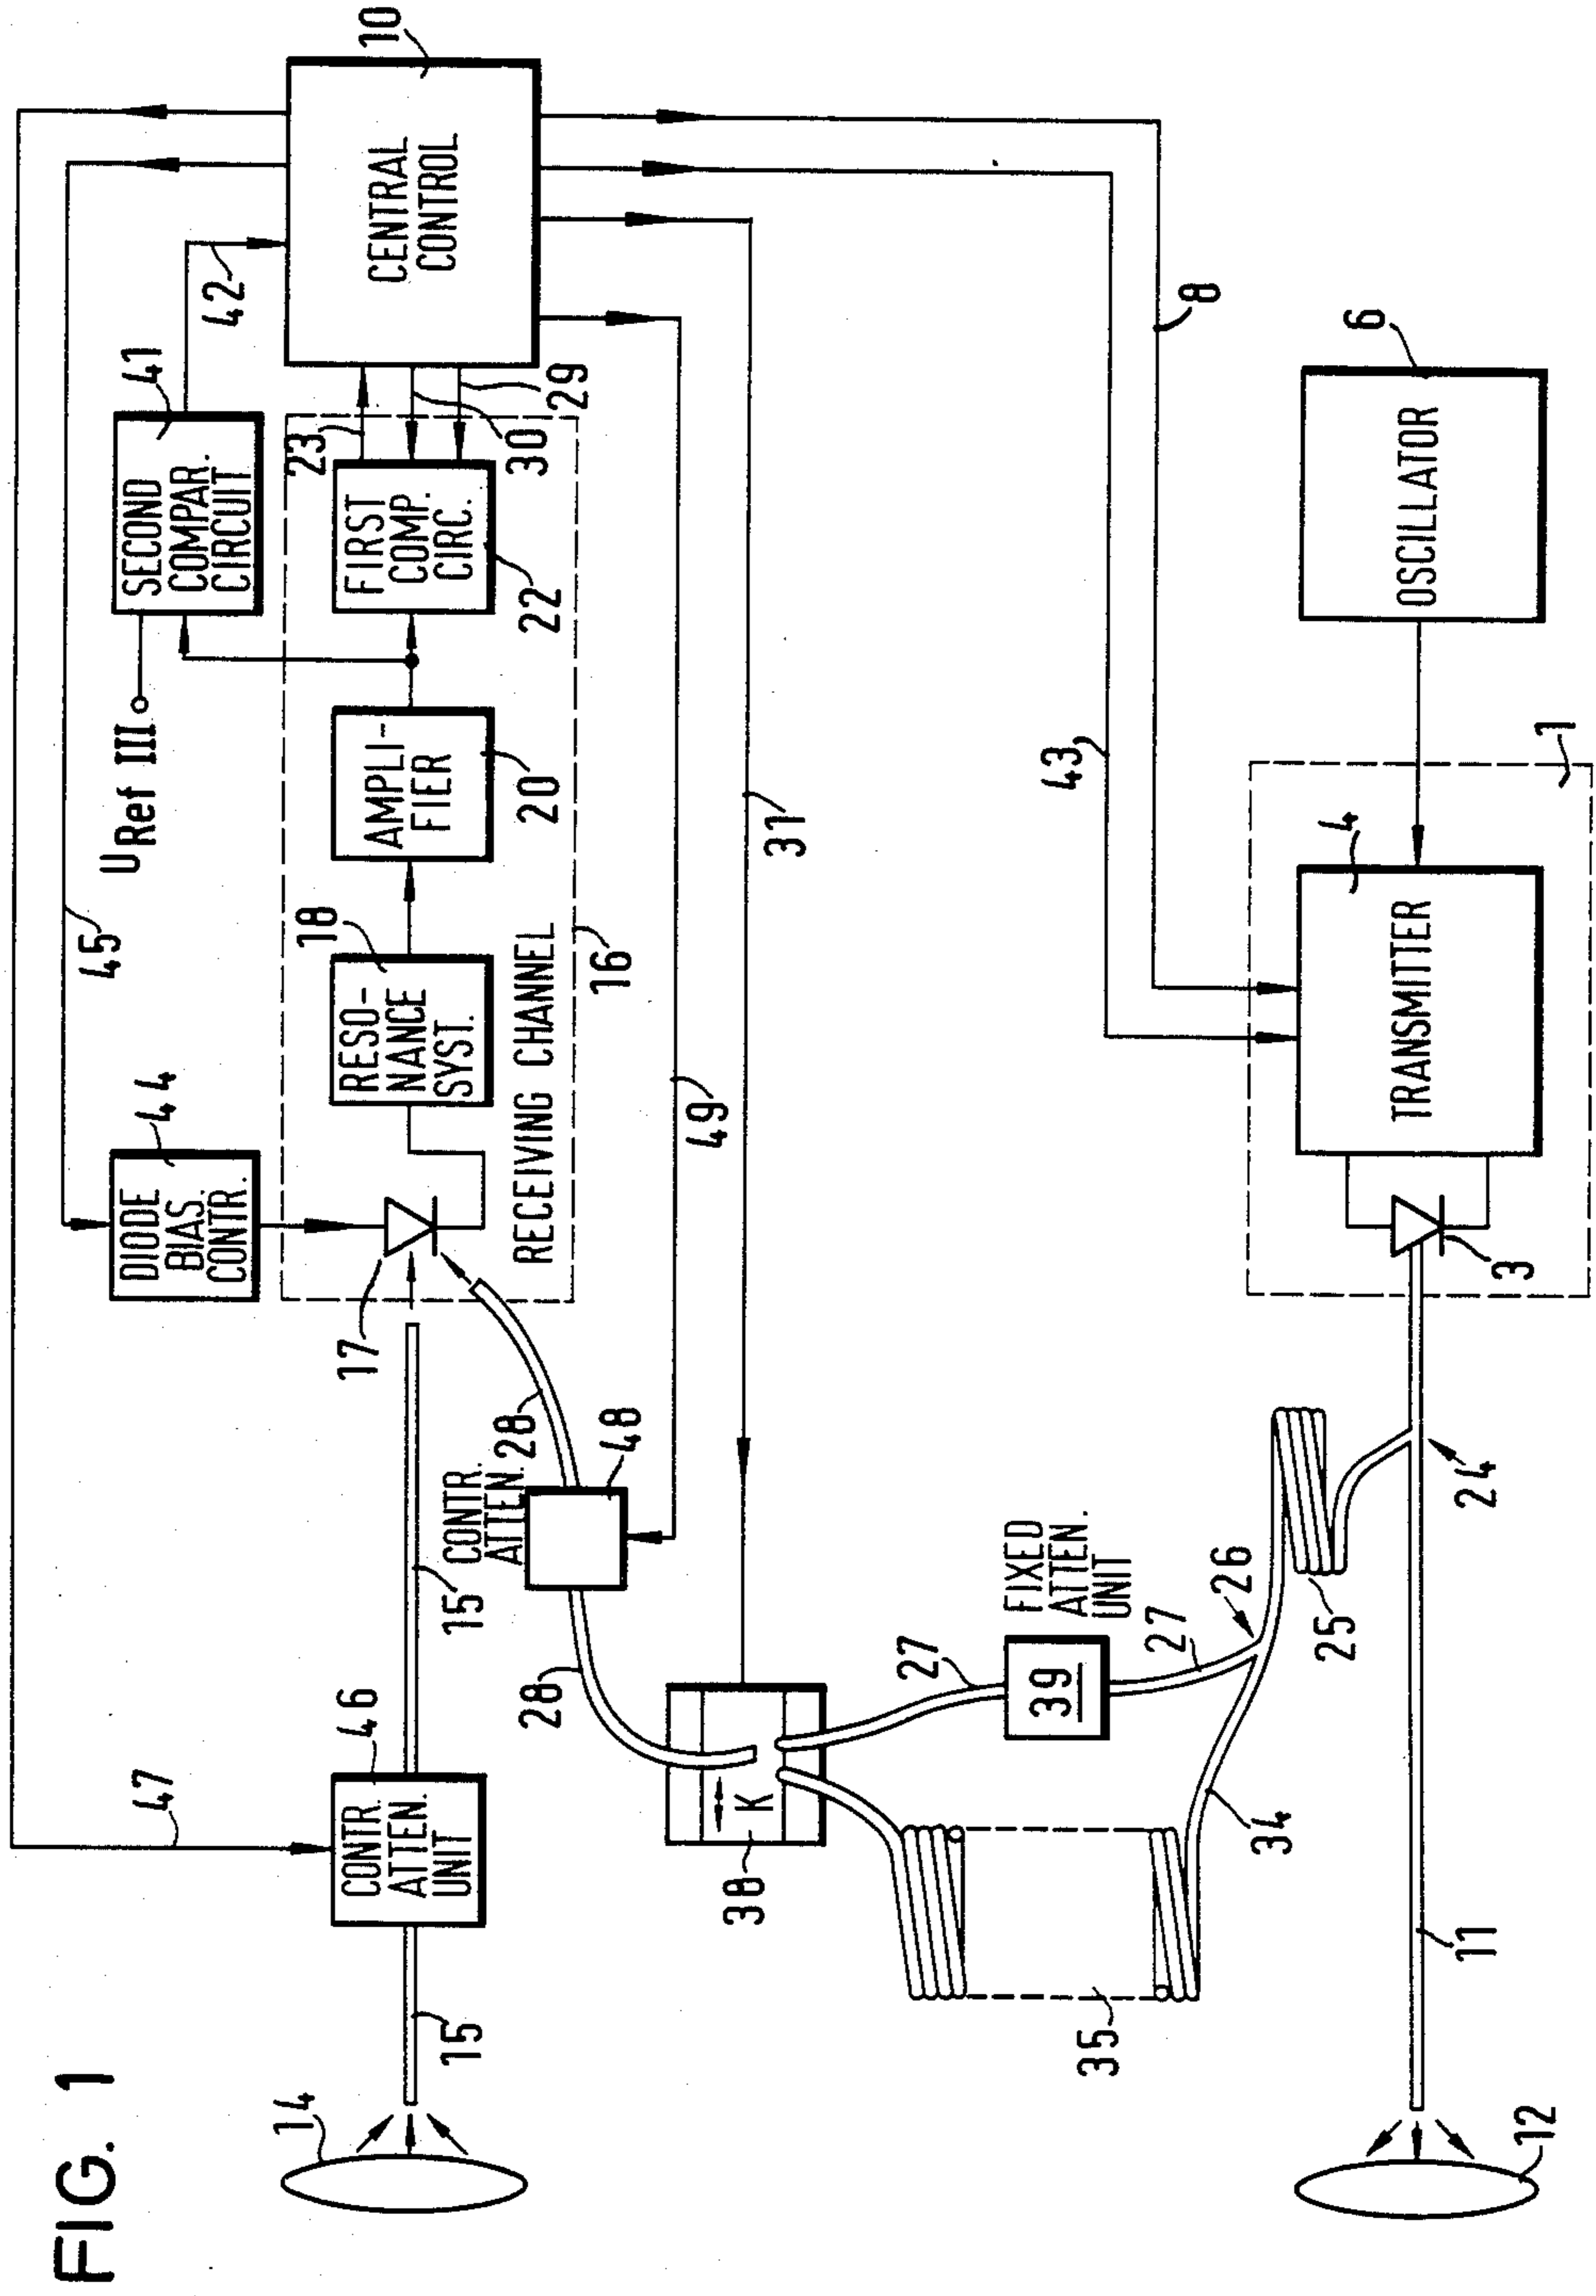 FIG. 1
14
15
47
CONTR.
ATTEN.
UNIT
46
15
17
DIODE
BIAS.
CONTR.
44
45
RESO-
NANCE
SYST.
18
AMPLI-
FIER
20
URef III
SECOND
COMPAR.
CIRCUIT
41
42
FIRST
COMP.
CIRC.
22
23
30
29
CENTRAL
CONTROL
10
RECEIVING CHANNEL
16
CONTR.
ATTEN.
28
48
28
49
31
38
K
27
39
FIXED
ATTEN.
UNIT
27
26
35
34
25
24
43
8
11
12
3
TRANSMITTER
4
1
OSCILLATOR
6